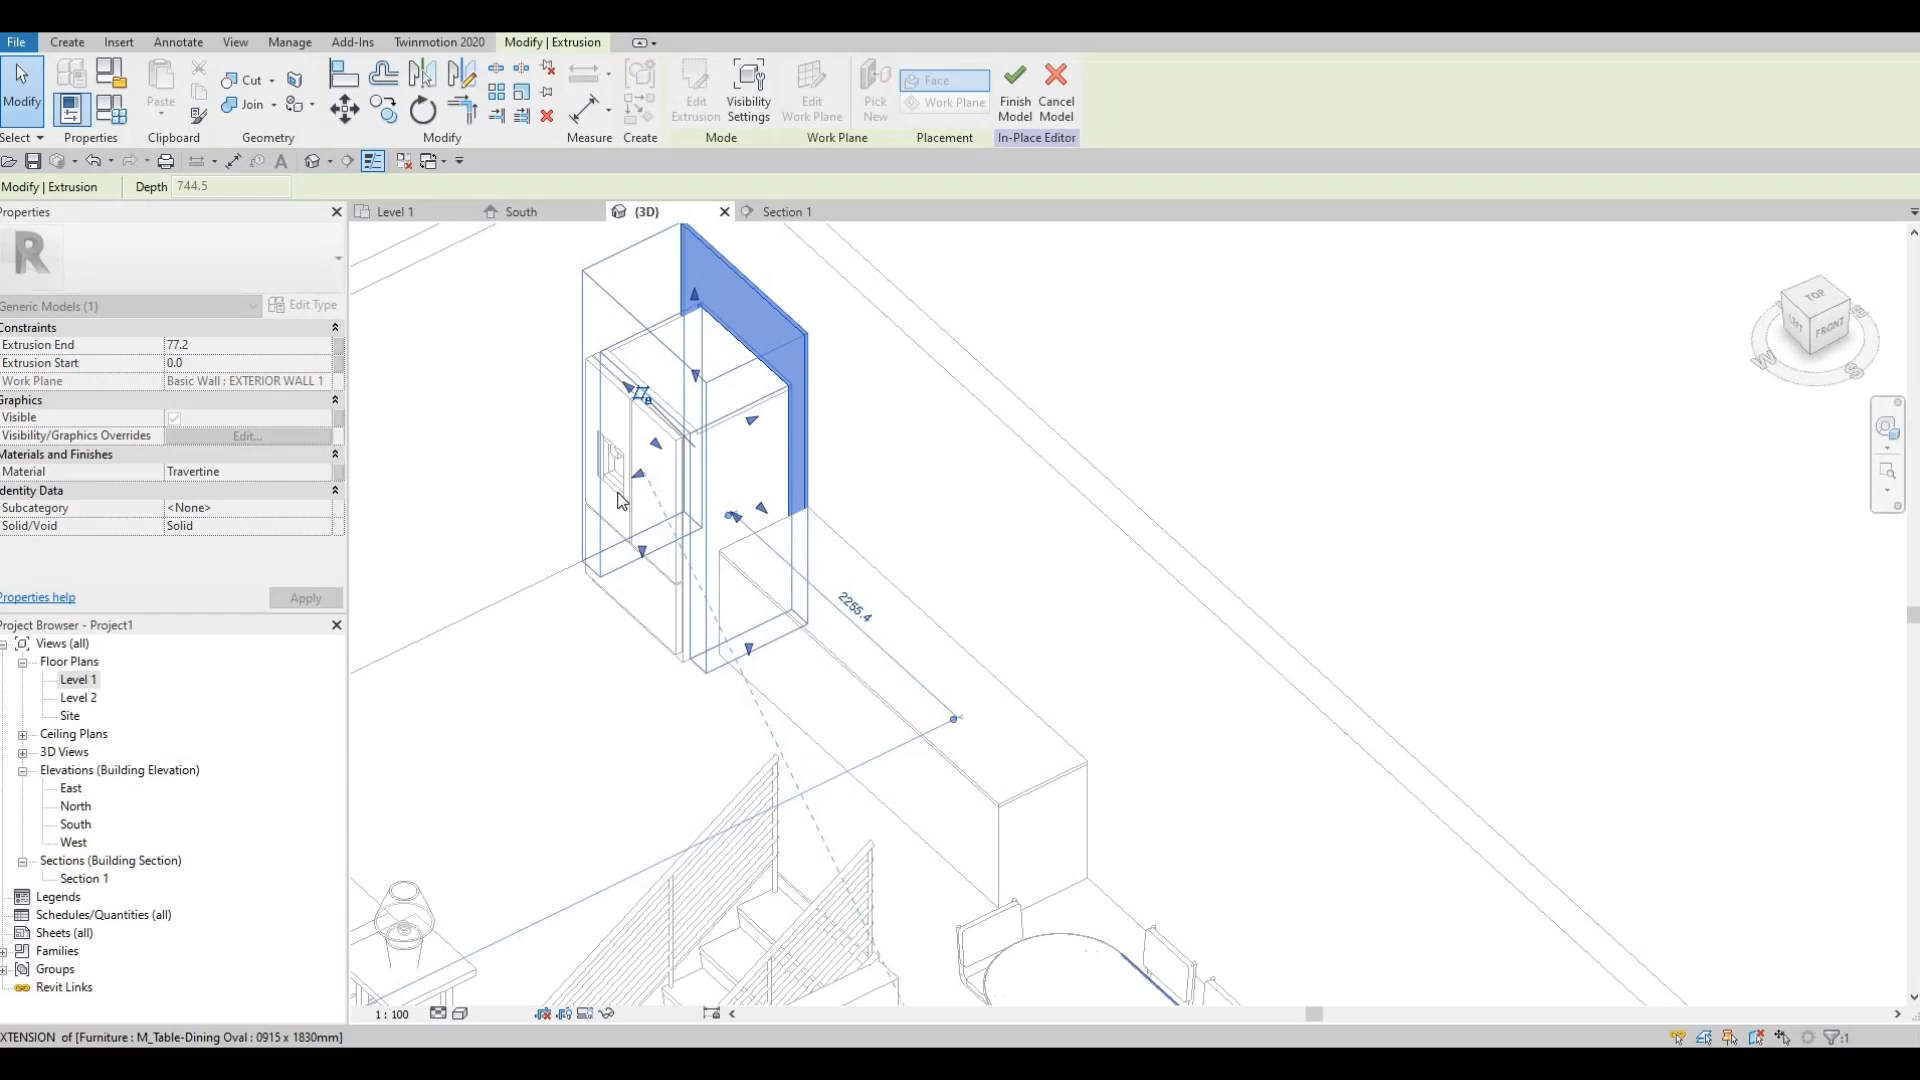 File Create Insert Annotate View Manage Add-Ins Twinmotion 2020 Modify | Extrusion
Modify
Paste
Cut
Join
Edit Extrusion
Visibility Settings
Edit Work Plane
Pick New
Face
Work Plane
Finish Model
Cancel Model
Select Properties Clipboard Geometry Modify Measure Create Mode Work Plane Placement In-Place Editor
Modify | Extrusion Depth 744.5
Properties
Level 1 South (3D) Section 1
R
Generic Models (1) Edit Type
Constraints
Extrusion End 77.2
Extrusion Start 0.0
Work Plane Basic Wall : EXTERIOR WALL 1
Graphics
Visible
Visibility/Graphics Overrides Edit...
Materials and Finishes
Material Travertine
Identity Data
Subcategory <None>
Solid/Void Solid
Properties help Apply
Project Browser - Project1
Views (all)
Floor Plans
Level 1
Level 2
Site
Ceiling Plans
3D Views
Elevations (Building Elevation)
East
North
South
West
Sections (Building Section)
Section 1
Legends
Schedules/Quantities (all)
Sheets (all)
Families
Groups
Revit Links
2255.4
TOP
LEFT
FRONT
W
S
1 : 100
XTENSION of [Furniture : M_Table-Dining Oval : 0915 x 1830mm]
:1